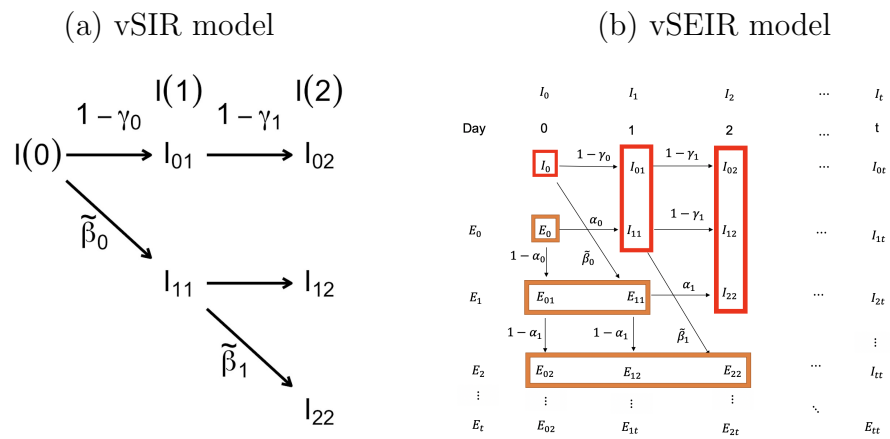 (a) vSIR model
I(1) I(2)
1 - γ₀ 1 - γ₁
I(0) I₀₁ I₀₂
β̃₀
I₁₁ I₁₂
β̃₁
I₂₂
(b) vSEIR model
I₀ I₁ I₂ ... Iₜ
Day 0 1 2 ... t
1 − γ₀ 1 − γ₁
I₀ I₀₁ I₀₂ ... I₀ₜ
α₀ 1 − γ₁
E₀ E₀ I₁₁ I₁₂ ... I₁ₜ
1 − α₀ β̃₀
α₁
E₁ E₀₁ E₁₁ I₂₂ ... I₂ₜ
1 − α₁ 1 − α₁ β̃₁ ⋮
E₂ E₀₂ E₁₂ E₂₂ ... Iₜₜ
⋮ ⋮ ⋮ ⋮ ⋱
Eₜ E₀₂ E₁ₜ E₂ₜ Eₜₜ